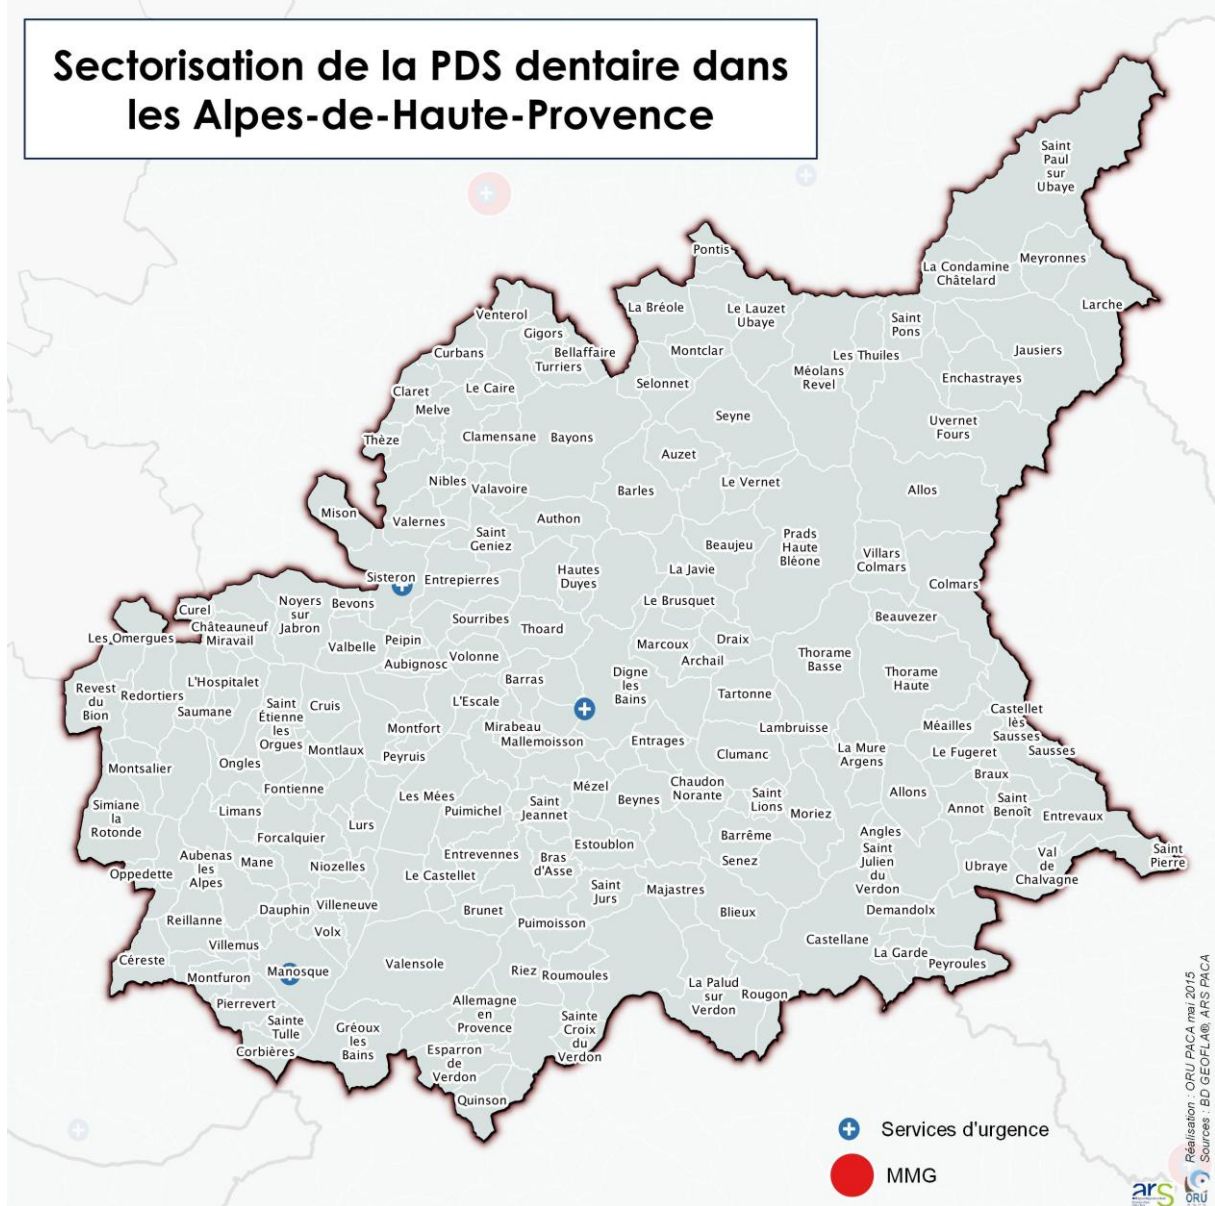 Sectorisation de la PDS dentaire dans
les Alpes-de-Haute-Provence
Saint
Paul
sur
Ubaye
Pontis
La Condamine
Châtelard
Meyronnes
Larche
Venterol
La Bréole
Le Lauzet
Ubaye
Saint
Pons
Gigors
Curbans
Bellaffaire
Turriers
Montclar
Les Thuiles
Jausiers
Claret
Le Caire
Selonnet
Méolans
Revel
Enchastrayes
Melve
Seyne
Uvernet
Fours
Thèze
Clamensane
Bayons
Auzet
Nibles
Valavoire
Barles
Le Vernet
Allos
Mison
Valernes
Saint
Geniez
Authon
Beaujeu
Prads
Haute
Bléone
Villars
Colmars
Sisteron
Entrepierres
Hautes
Duyes
La Javie
Colmars
Curel
Noyers
sur
Jabron
Bevons
Le Brusquet
Beauvezer
Les Omergues
Châteauneuf
Miravail
Valbelle
Peipin
Sourribes
Thoard
Marcoux
Draix
Aubignosc
Volonne
Archail
Thorame
Basse
Thorame
Haute
Revest
du
Bion
Redortiers
L'Hospitalet
Barras
Digne
les
Bains
Tartonne
Saumane
Saint
Étienne
les
Orgues
Cruis
L'Escale
Castellet
lès
Sausses
Montfort
Mirabeau
Lambruisse
Méailles
Mallemoisson
Entrages
Montlaux
Peyruis
Clumanc
La Mure
Argens
Le Fugeret
Sausses
Montsalier
Ongles
Braux
Fontienne
Mézel
Chaudon
Norante
Allons
Simiane
la
Rotonde
Limans
Les Mées
Puimichel
Saint
Jeannet
Beynes
Saint
Lions
Moriez
Annot
Saint
Benoît
Entrevaux
Forcalquier
Lurs
Estoublon
Barrême
Angles
Saint
Julien
du
Verdon
Saint
Pierre
Aubenas
les
Alpes
Mane
Niozelles
Entrevennes
Bras
d'Asse
Senez
Ubraye
Val
de
Chalvagne
Oppedette
Le Castellet
Saint
Jurs
Majastres
Reillanne
Dauphin
Villeneuve
Brunet
Puimoisson
Blieux
Demandolx
Villemus
Volx
Castellane
La Garde
Céreste
Montfuron
Manosque
Valensole
Riez
Roumoules
La Palud
sur
Verdon
Rougon
Peyroules
Pierrevert
Sainte
Tulle
Allemagne
en
Provence
Sainte
Croix
du
Verdon
Corbières
Gréoux
les
Bains
Esparron
de
Verdon
Quinson
Services d'urgence
MMG
Réalisation : ORU PACA mai 2015
Sources : BD GEOFLA®, ARS PACA
ars
ORU